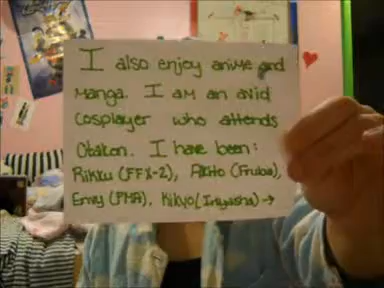 I also enjoy anime and
manga. I am an avid
cosplayer who attends
Otakon. I have been:
Rikku (FFX-2), Akito (Fruba),
Envy (FMA), Kikyo (Inuyasha) →